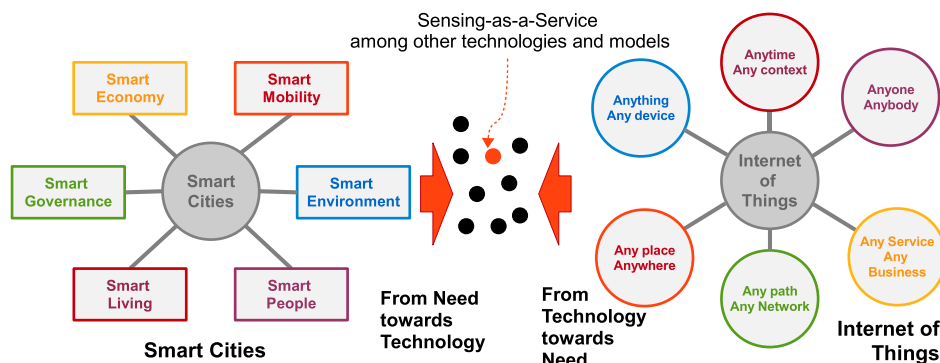 Sensing-as-a-Service
among other technologies and models
Smart
Economy
Smart
Mobility
Smart
Governance
Smart
Cities
Smart
Environment
Smart
Living
Smart
People
Smart Cities
From Need
towards
Technology
From
Technology
towards
Need
Anytime
Any context
Anything
Any device
Anyone
Anybody
Internet
of
Things
Any place
Anywhere
Any path
Any Network
Any Service
Any
Business
Internet of
Things